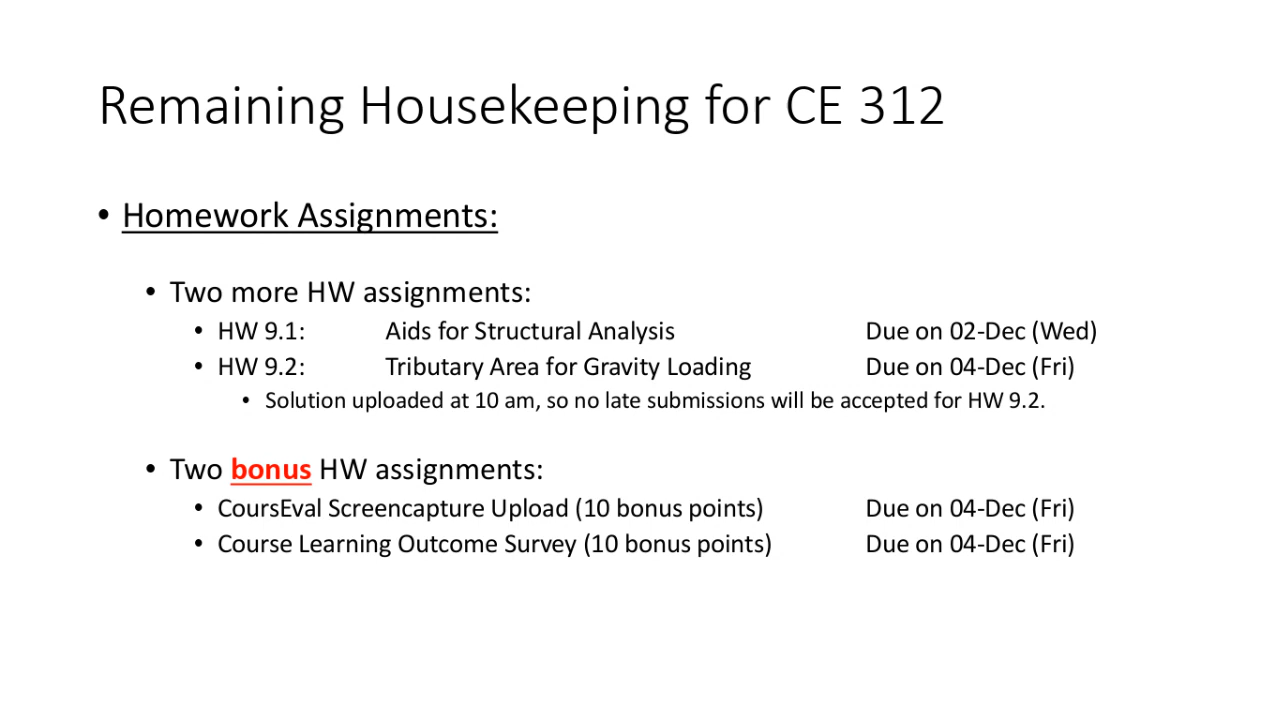 Remaining Housekeeping for CE 312
• Homework Assignments:
• Two more HW assignments:
• HW 9.1: Aids for Structural Analysis Due on 02-Dec (Wed)
• HW 9.2: Tributary Area for Gravity Loading Due on 04-Dec (Fri)
• Solution uploaded at 10 am, so no late submissions will be accepted for HW 9.2.
• Two bonus HW assignments:
• CoursEval Screencapture Upload (10 bonus points) Due on 04-Dec (Fri)
• Course Learning Outcome Survey (10 bonus points) Due on 04-Dec (Fri)